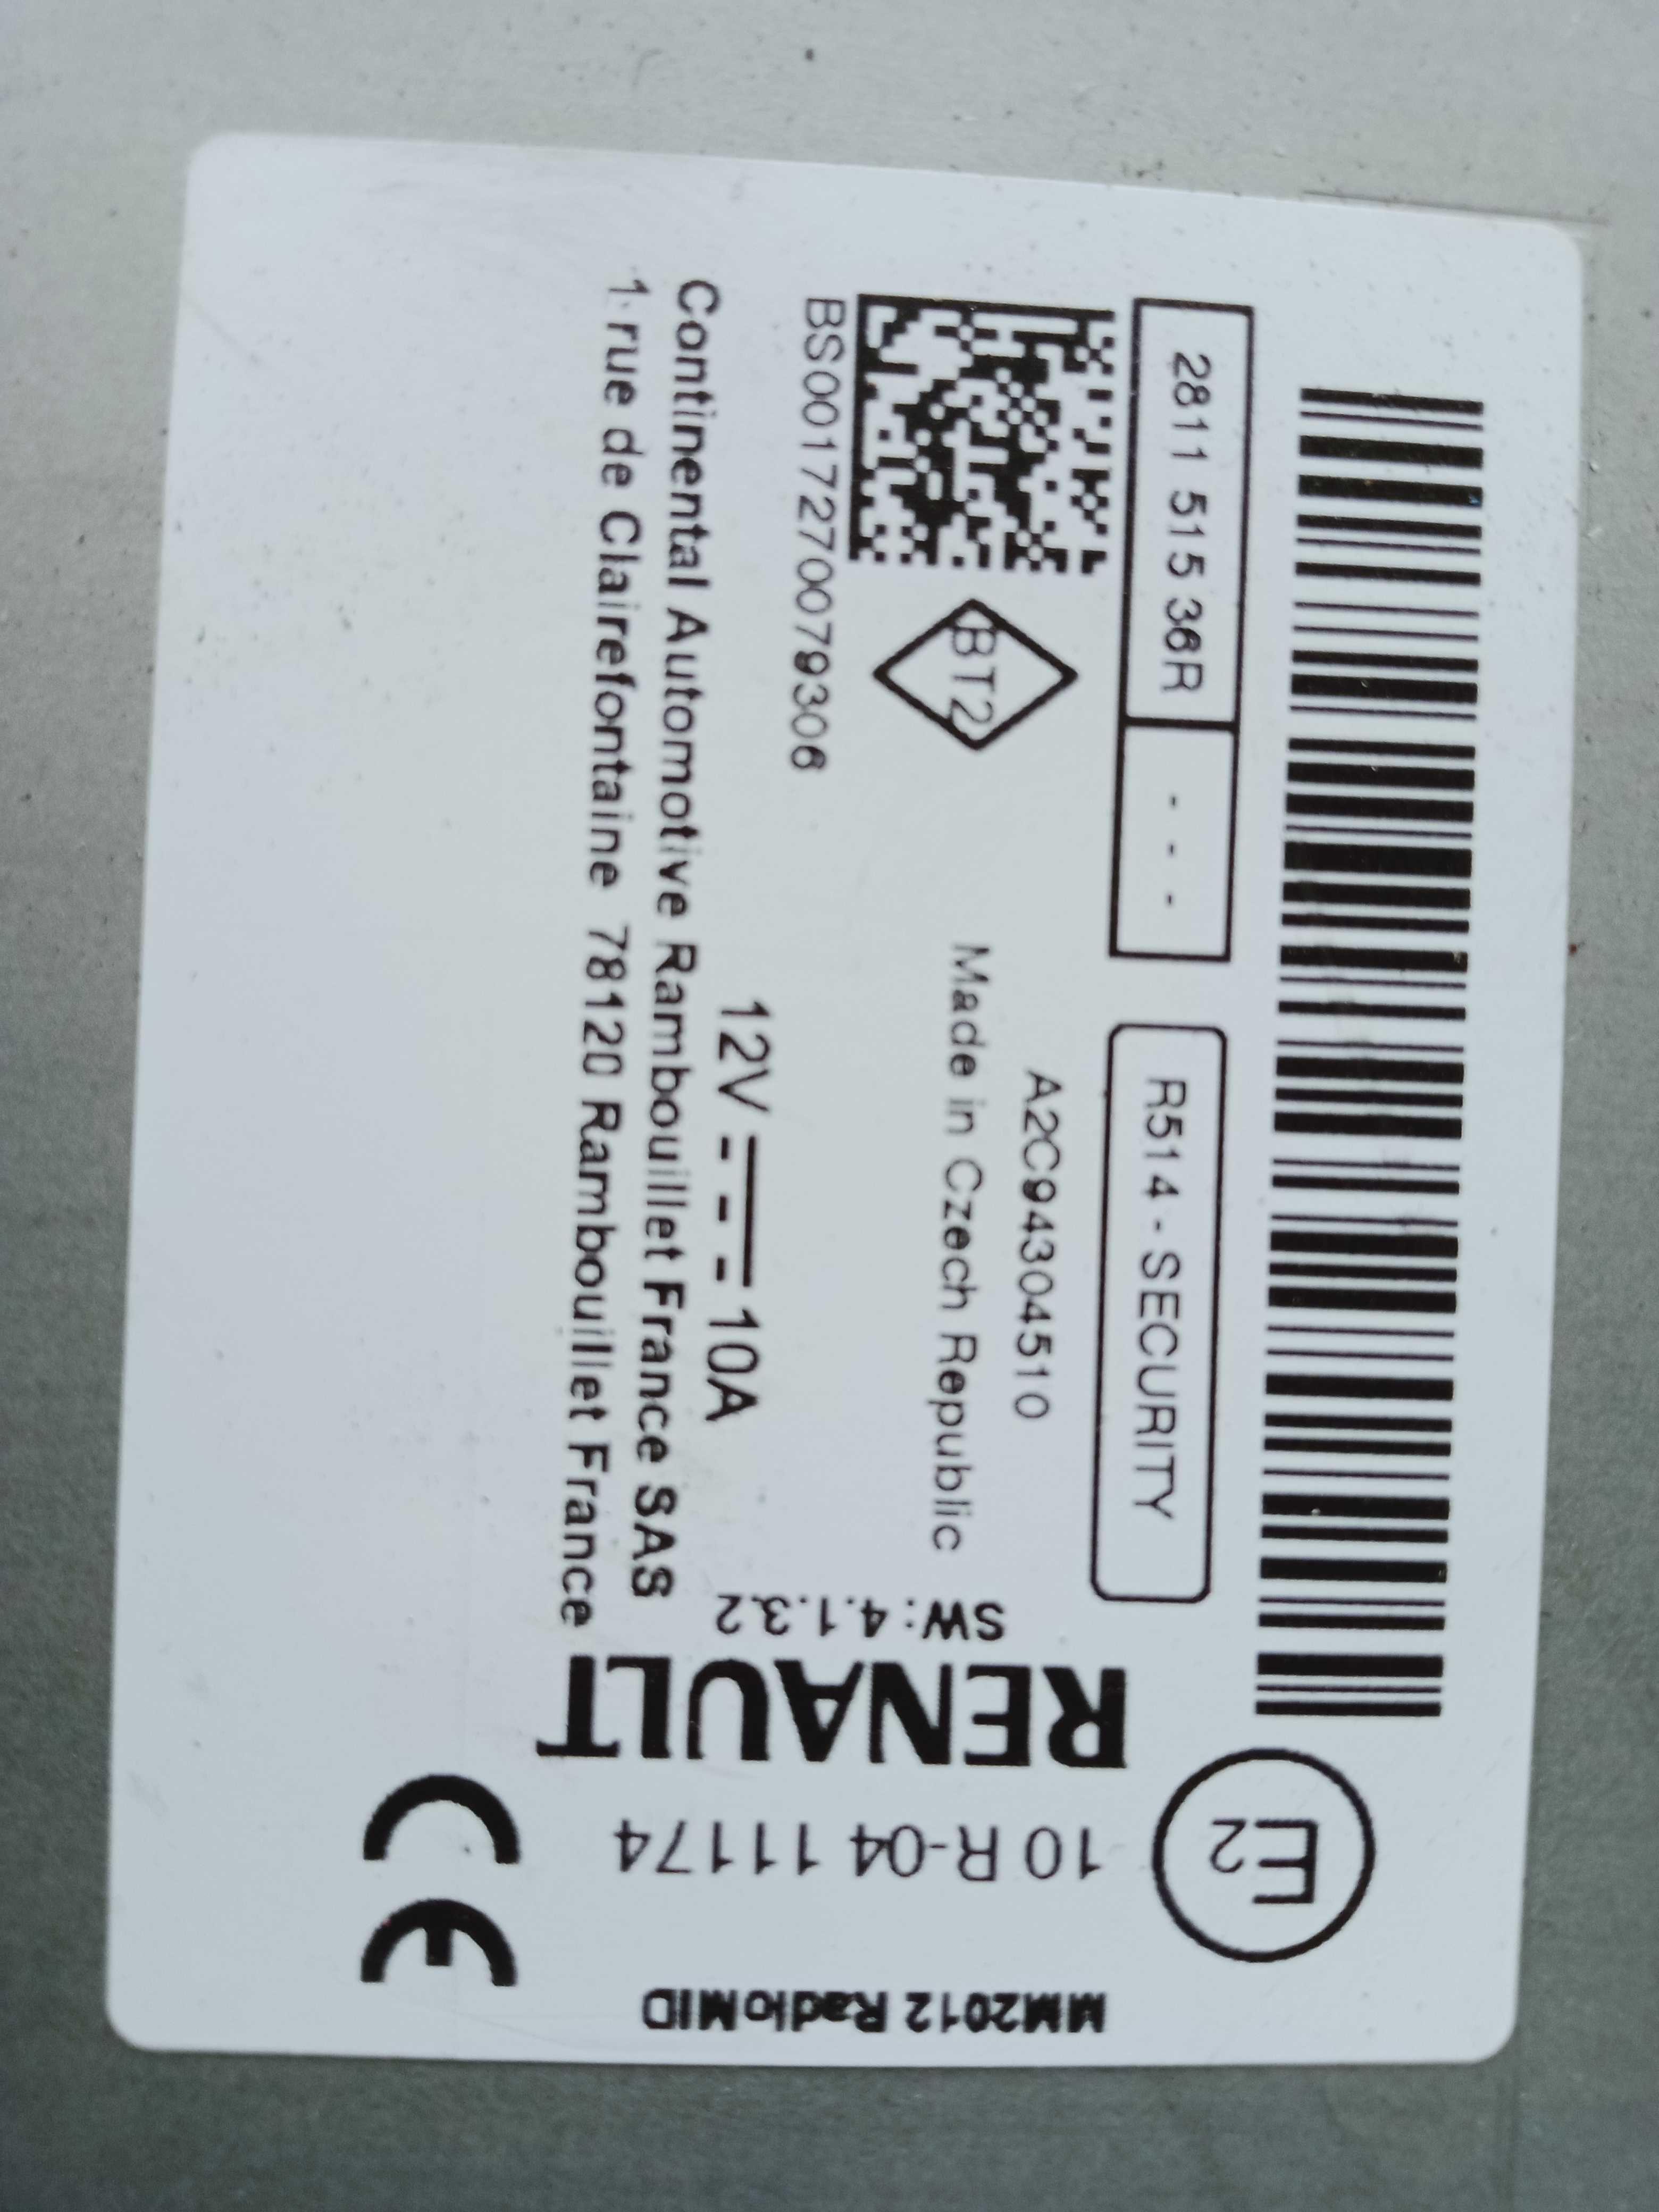 2811 515 36R
- - -
R514 - SECURITY
A2C94304510
BT2
Made in Czech Republic
BS0017270079306
12V 10A
Continental Automotive Rambouillet France SAS
1 rue de Clairefontaine 78120 Rambouillet France
SW: 4.1.3.2
RENAULT
E2
10 R-04 11174
CE
MM2012 RadioMID